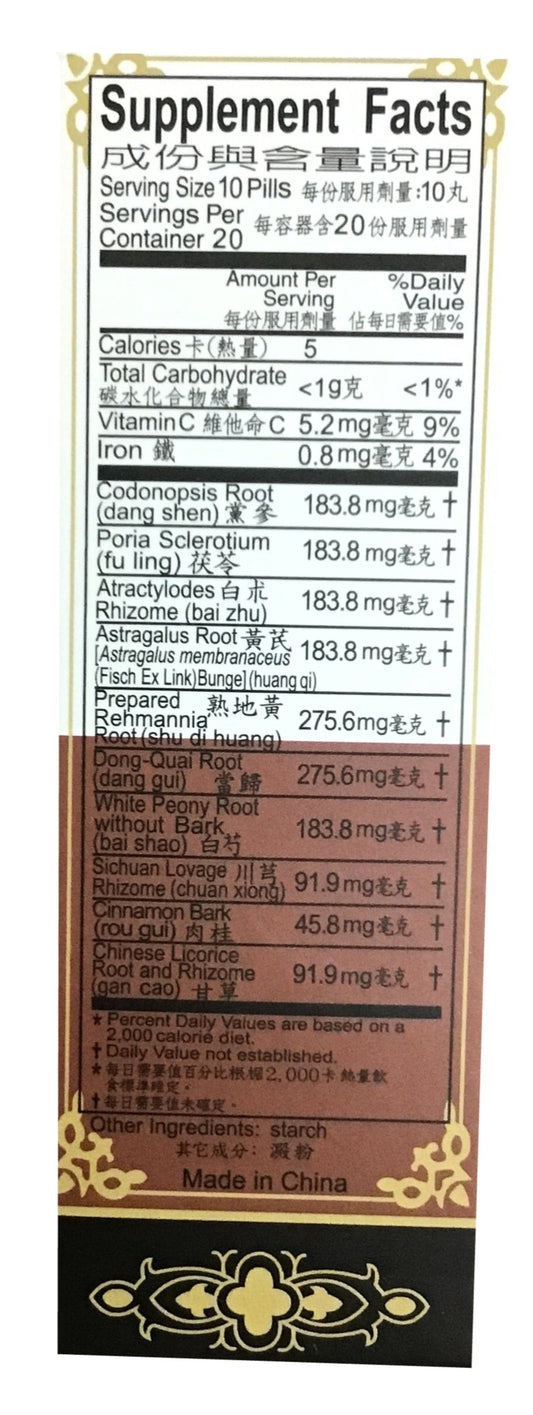 Supplement Facts
成份與含量說明
Serving Size 10 Pills 每份服用劑量:10丸
Servings Per
Container 20 每容器含20份服用劑量
Amount Per %Daily
Serving Value
每份服用劑量 佔每日需要值%
Calories 卡(熱量) 5
Total Carbohydrate
碳水化合物總量 <1g克 <1%*
Vitamin C 維他命C 5.2mg毫克 9%
Iron 鐵 0.8mg毫克 4%
Codonopsis Root
(dang shen) 黨參 183.8mg毫克 †
Poria Sclerotium
(fu ling) 茯苓 183.8mg毫克 †
Atractylodes 白朮
Rhizome (bai zhu) 183.8mg毫克 †
Astragalus Root 黃芪
[Astragalus membranaceus 183.8mg毫克 †
(Fisch Ex Link)Bunge] (huang qi)
Prepared 熟地黃
Rehmannia 275.6mg毫克 †
Root (shu di huang)
Dong-Quai Root
(dang gui) 當歸 275.6mg毫克 †
White Peony Root
without Bark 183.8mg毫克 †
(bai shao) 白芍
Sichuan Lovage 川芎
Rhizome (chuan xiong) 91.9mg毫克 †
Cinnamon Bark
(rou gui) 肉桂 45.8mg毫克 †
Chinese Licorice
Root and Rhizome 91.9mg毫克 †
(gan cao) 甘草
* Percent Daily Values are based on a
2,000 calorie diet.
† Daily Value not established.
* 每日需要值百分比根據2,000卡熱量飲
食標準維定。
† 每日需要值未確定。
Other Ingredients: starch
其它成分: 澱粉
Made in China